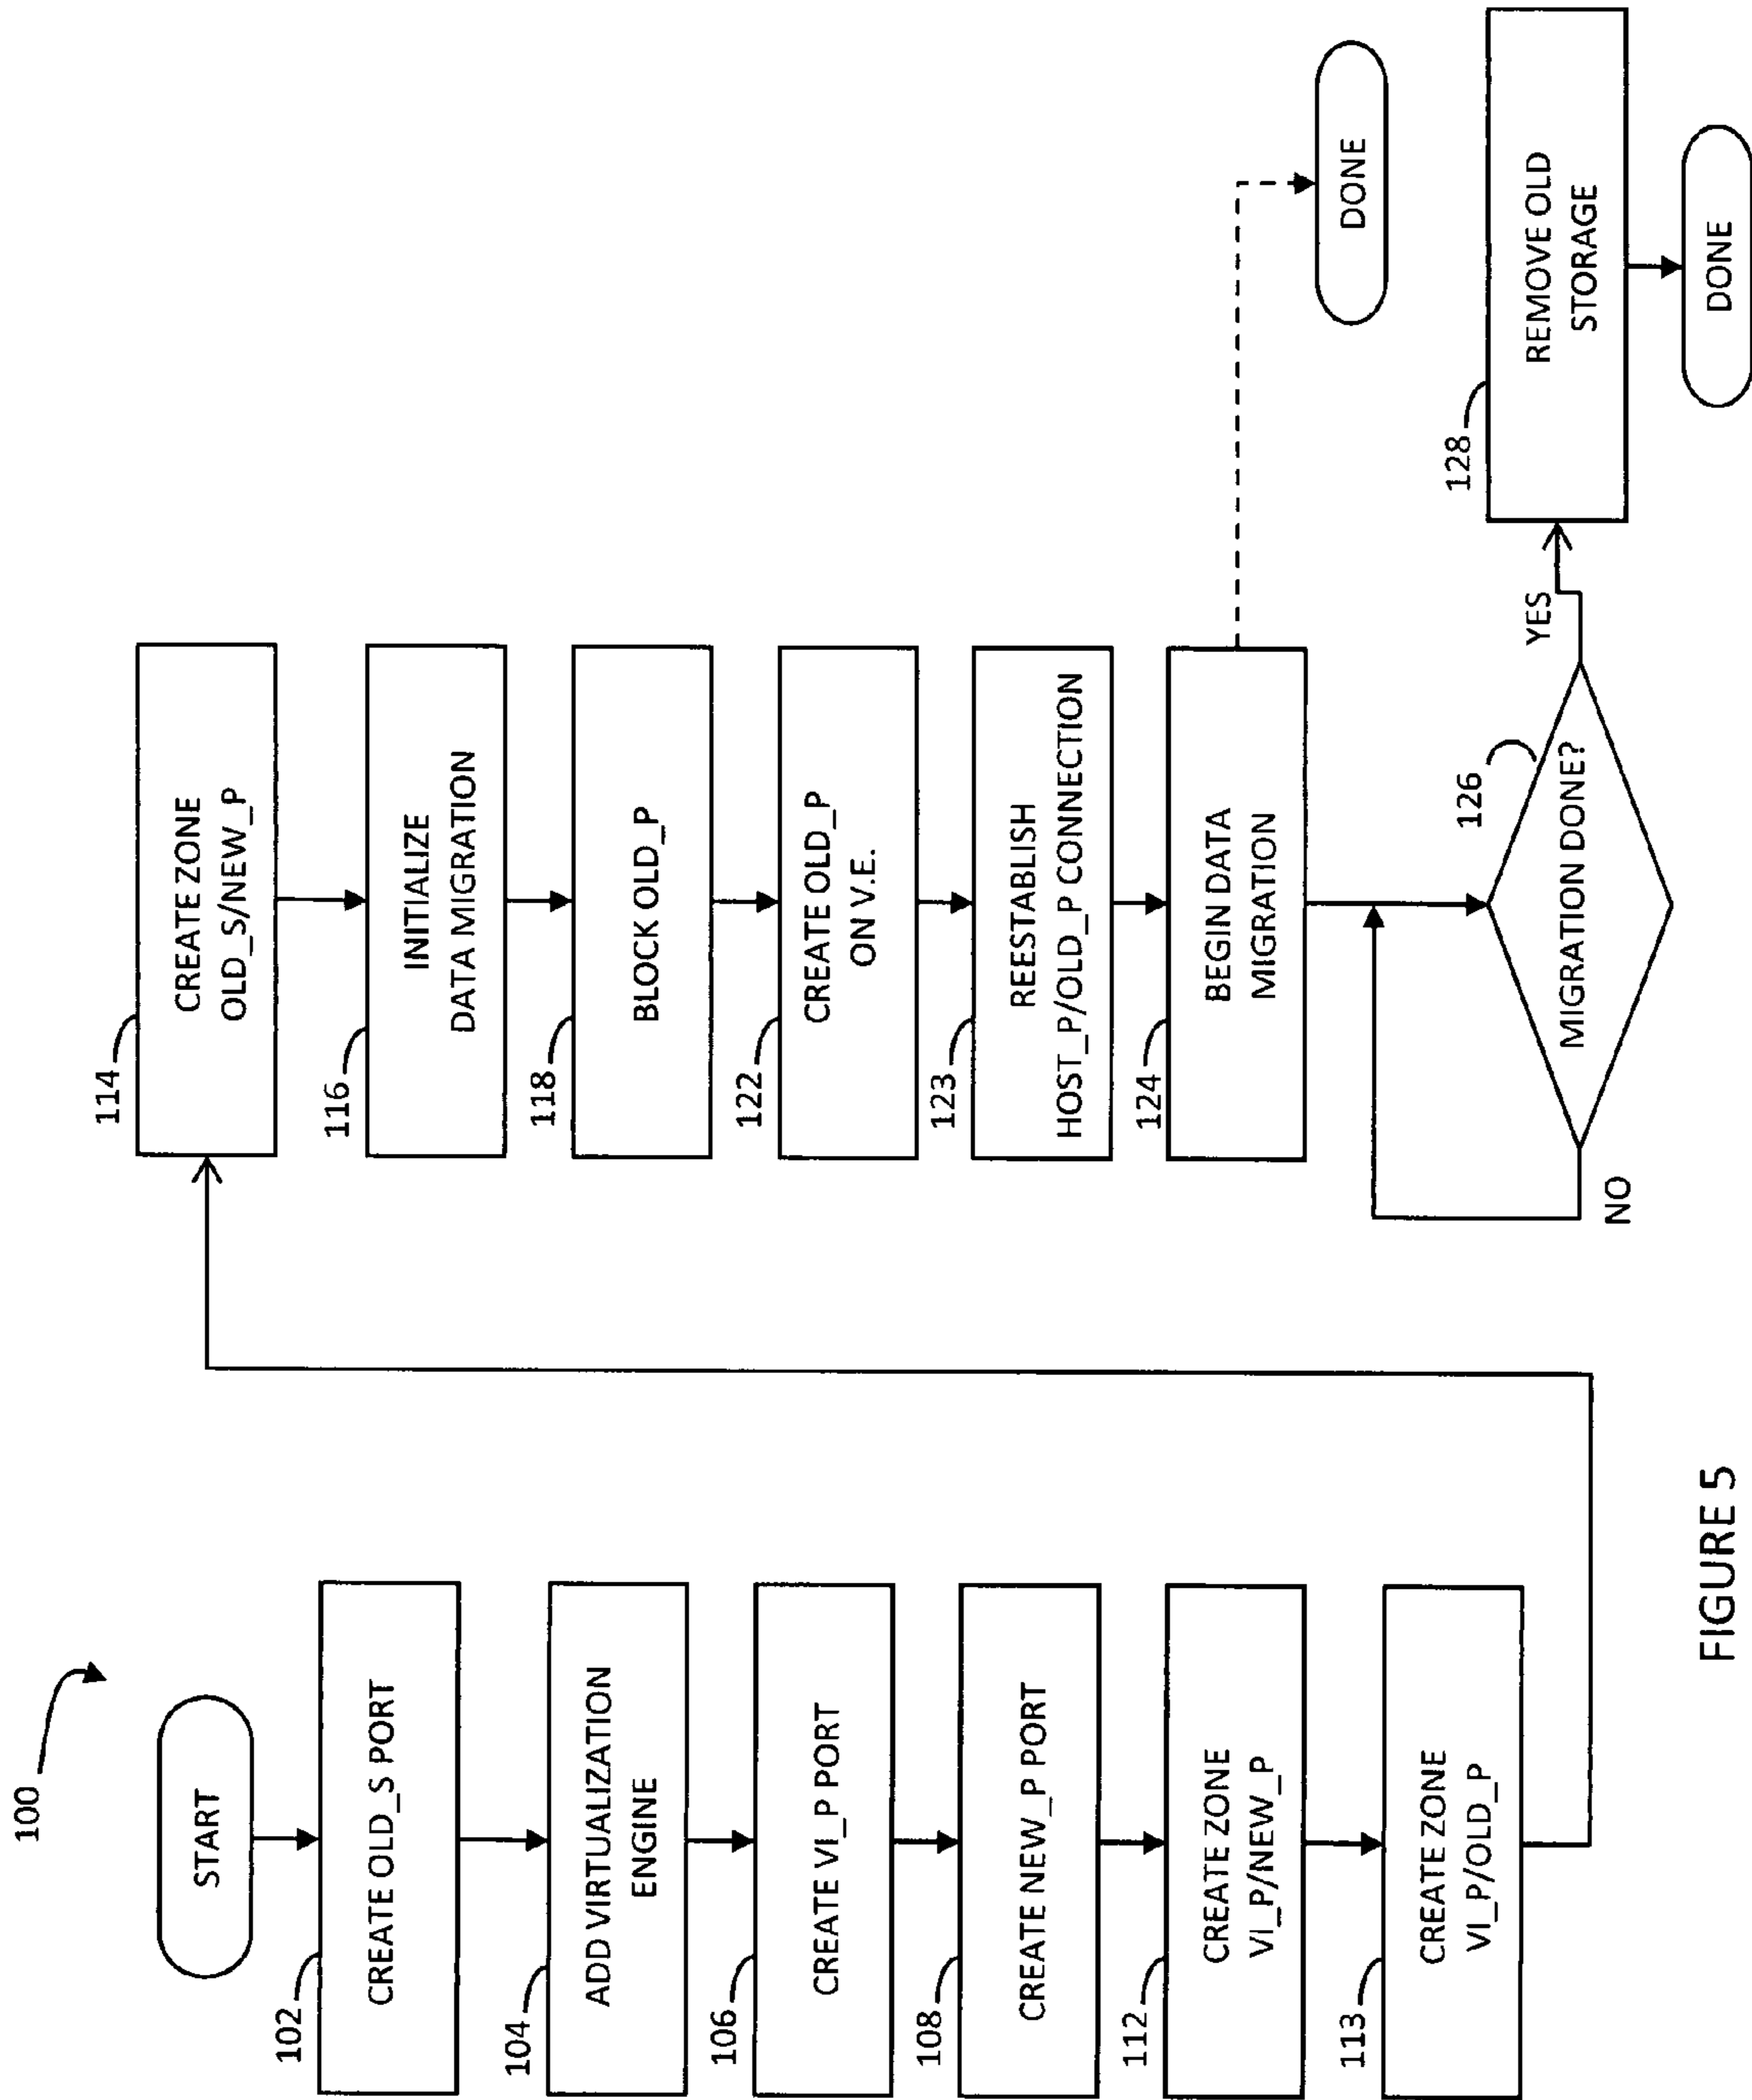 100
START
102
CREATE OLD_S PORT
104
ADD VIRTUALIZATION
ENGINE
106
CREATE VI_P PORT
108
CREATE NEW_P PORT
112
CREATE ZONE
VI_P/NEW_P
113
CREATE ZONE
VI_P/OLD_P
114
CREATE ZONE
OLD_S/NEW_P
116
INITIALIZE
DATA MIGRATION
118
BLOCK OLD_P
122
CREATE OLD_P
ON V.E.
123
REESTABLISH
HOST_P/OLD_P CONNECTION
124
BEGIN DATA
MIGRATION
DONE
126
MIGRATION DONE?
NO
YES
128
REMOVE OLD
STORAGE
DONE
FIGURE 5